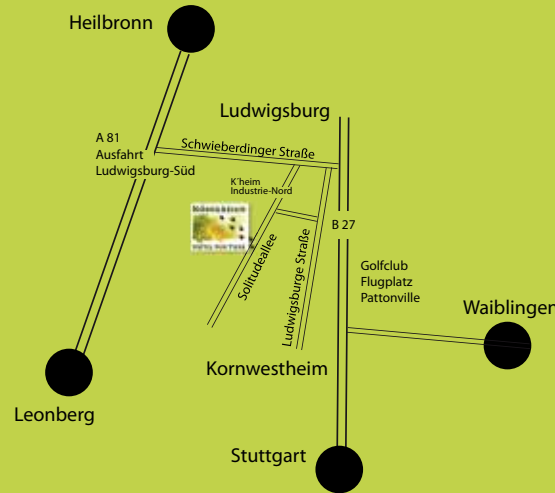 Heilbronn
Ludwigsburg
A 81
Ausfahrt
Ludwigsburg-Süd
Schwieberdinger Straße
K'heim
Industrie-Nord
B 27
Solitudeallee
Ludwigsburge Straße
Golfclub
Flugplatz
Pattonville
Waiblingen
Kornwestheim
Leonberg
Stuttgart